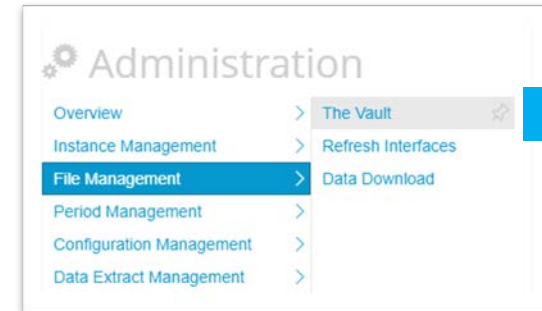 Administration
Overview
Instance Management
File Management
Period Management
Configuration Management
Data Extract Management
The Vault
Refresh Interfaces
Data Download